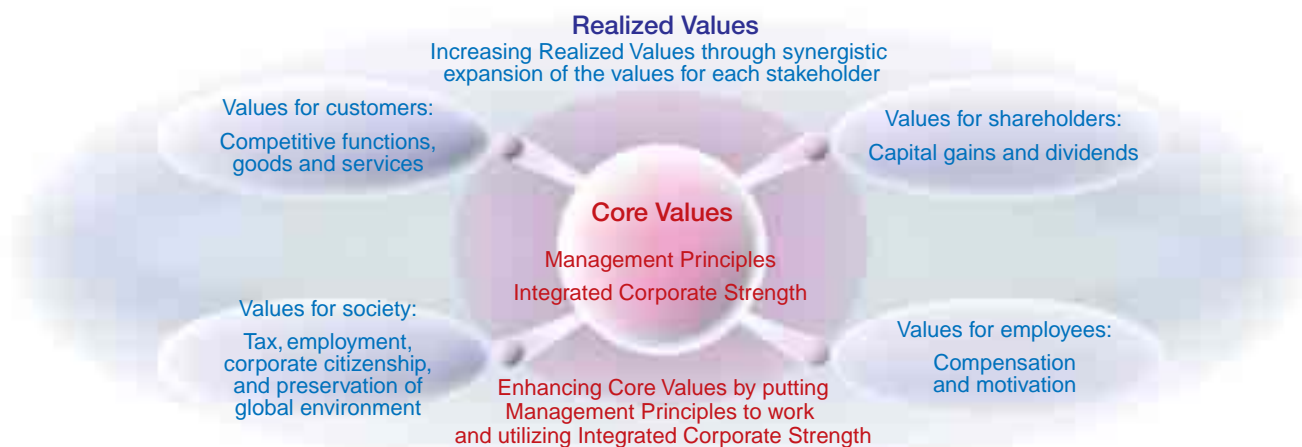 Realized Values
Increasing Realized Values through synergistic
expansion of the values for each stakeholder
Values for customers:
Competitive functions,
goods and services
Values for shareholders:
Capital gains and dividends
Core Values
Management Principles
Integrated Corporate Strength
Values for society:
Tax, employment,
corporate citizenship,
and preservation of
global environment
Values for employees:
Compensation
and motivation
Enhancing Core Values by putting
Management Principles to work
and utilizing Integrated Corporate Strength